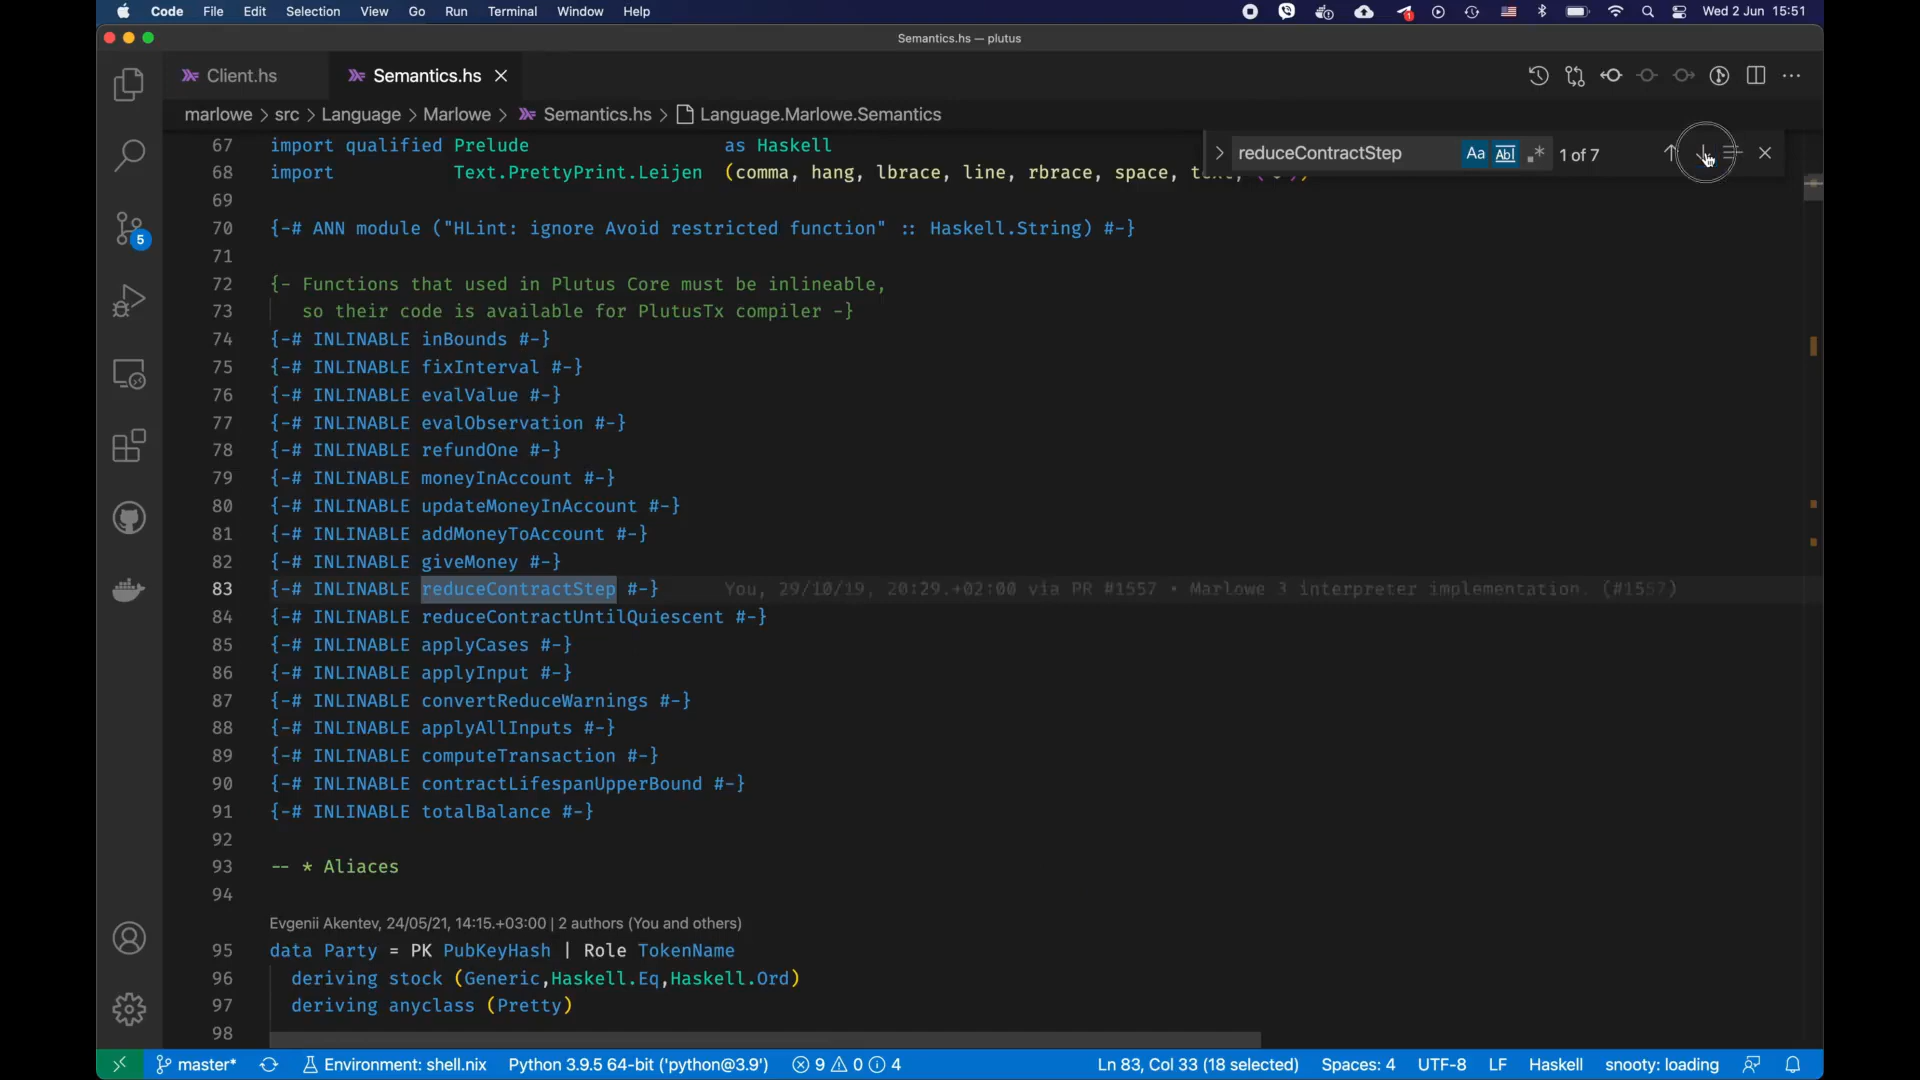 Code File Edit Selection View Go Run Terminal Window Help
1
Wed 2 Jun 15:51
Semantics.hs — plutus
Client.hs
Semantics.hs
marlowe > src > Language > Marlowe > Semantics.hs > Language.Marlowe.Semantics
reduceContractStep Aa Abl .* 1 of 7
67 import qualified Prelude as Haskell
68 import Text.PrettyPrint.Leijen (comma, hang, lbrace, line, rbrace, space,
69
70 {-# ANN module ("HLint: ignore Avoid restricted function" :: Haskell.String) #-}
71
72 {- Functions that used in Plutus Core must be inlineable,
73 so their code is available for PlutusTx compiler -}
74 {-# INLINABLE inBounds #-}
75 {-# INLINABLE fixInterval #-}
76 {-# INLINABLE evalValue #-}
77 {-# INLINABLE evalObservation #-}
78 {-# INLINABLE refundOne #-}
79 {-# INLINABLE moneyInAccount #-}
80 {-# INLINABLE updateMoneyInAccount #-}
81 {-# INLINABLE addMoneyToAccount #-}
82 {-# INLINABLE giveMoney #-}
83 {-# INLINABLE reduceContractStep #-} You, 29/10/19, 20:29.+02:00 via PR #1557 • Marlowe 3 interpreter implementation. (#1557)
84 {-# INLINABLE reduceContractUntilQuiescent #-}
85 {-# INLINABLE applyCases #-}
86 {-# INLINABLE applyInput #-}
87 {-# INLINABLE convertReduceWarnings #-}
88 {-# INLINABLE applyAllInputs #-}
89 {-# INLINABLE computeTransaction #-}
90 {-# INLINABLE contractLifespanUpperBound #-}
91 {-# INLINABLE totalBalance #-}
92
93 -- * Aliaces
94
Evgenii Akentev, 24/05/21, 14:15.+03:00 | 2 authors (You and others)
95 data Party = PK PubKeyHash | Role TokenName
96 deriving stock (Generic,Haskell.Eq,Haskell.Ord)
97 deriving anyclass (Pretty)
98
5
master* Environment: shell.nix Python 3.9.5 64-bit ('python@3.9') 9 0 4 Ln 83, Col 33 (18 selected) Spaces: 4 UTF-8 LF Haskell snooty: loading